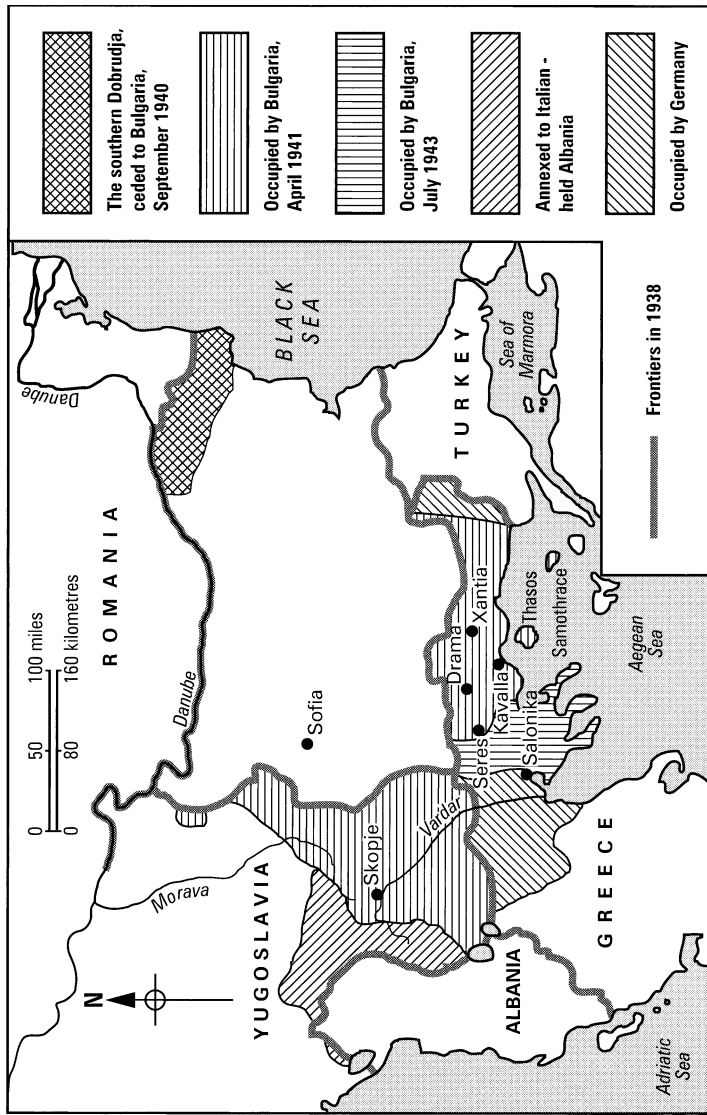 N
0 50 100 miles
0 80 160 kilometres
ROMANIA
Danube
Danube
Morava
YUGOSLAVIA
Sofia
BLACK
SEA
Skopje
Vardar
Drama
Xantia
Seres
Kavalla
Salonika
TURKEY
Sea of
Marmora
Thasos
Samothrace
ALBANIA
GREECE
Aegean
Sea
Adriatic
Sea
The southern Dobrudja,
ceded to Bulgaria,
September 1940
Occupied by Bulgaria,
April 1941
Occupied by Bulgaria,
July 1943
Annexed to Italian -
held Albania
Occupied by Germany
Frontiers in 1938